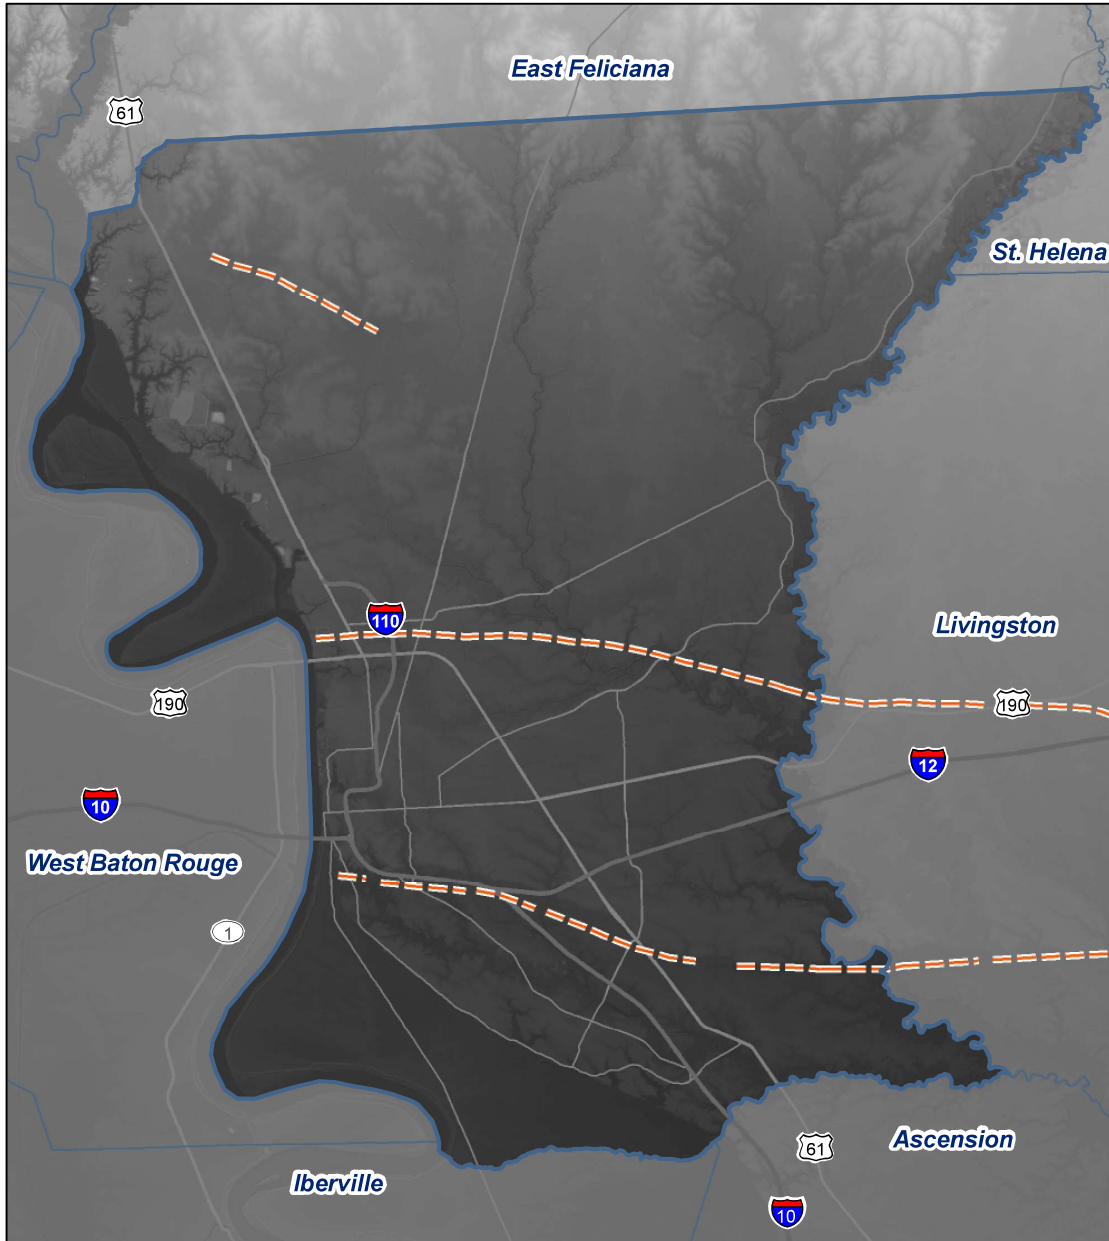 East Feliciana
61
St. Helena
110
Livingston
190
190
12
10
West Baton Rouge
1
Ascension
61
Iberville
10